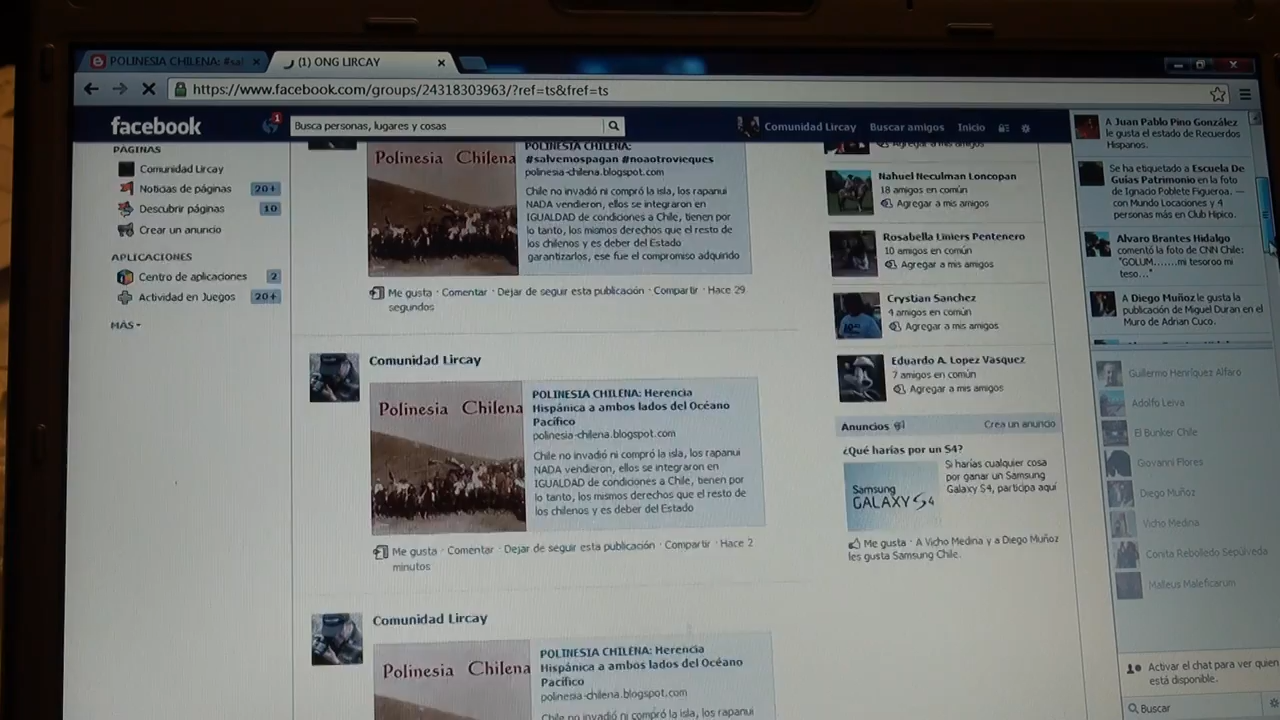 POLINESIA CHILENA: #sal
(1) ONG LIRCAY
https://www.facebook.com/groups/24318303963/?ref=ts&fref=ts
facebook
1
Busca personas, lugares y cosas
Comunidad Lircay
Buscar amigos
Inicio
PÁGINAS
Comunidad Lircay
Noticias de páginas 20+
Descubrir páginas 10
Crear un anuncio
APLICACIONES
Centro de aplicaciones 2
Actividad en Juegos 20+
MÁS
Polinesia Chilena
POLINESIA CHILENA:
#salvemospagan #noaotrovieques
polinesia-chilena.blogspot.com
Chile no invadió ni compró la isla, los rapanui
NADA vendieron, ellos se integraron en
IGUALDAD de condiciones a Chile, tienen por
lo tanto, los mismos derechos que el resto de
los chilenos y es deber del Estado
garantizarlos, ese fue el compromiso adquirido
Me gusta · Comentar · Dejar de seguir esta publicación · Compartir · Hace 29
segundos
Comunidad Lircay
Polinesia Chilena
POLINESIA CHILENA: Herencia
Hispánica a ambos lados del Océano
Pacífico
polinesia-chilena.blogspot.com
Chile no invadió ni compró la isla, los rapanui
NADA vendieron, ellos se integraron en
IGUALDAD de condiciones a Chile, tienen por
lo tanto, los mismos derechos que el resto de
los chilenos y es deber del Estado
Me gusta · Comentar · Dejar de seguir esta publicación · Compartir · Hace 2
minutos
Comunidad Lircay
Polinesia Chilena
POLINESIA CHILENA: Herencia
Hispánica a ambos lados del Océano
Pacífico
polinesia-chilena.blogspot.com
Chile no invadió ni compró la isla, los rapanui
Agregar a mis amigos
Nahuel Neculman Loncopan
18 amigos en común
Agregar a mis amigos
Rosabella Liniers Pentenero
10 amigos en común
Agregar a mis amigos
Crystian Sanchez
4 amigos en común
Agregar a mis amigos
Eduardo A. Lopez Vasquez
7 amigos en común
Agregar a mis amigos
Anuncios
Crea un anuncio
¿Qué harías por un S4?
Samsung
GALAXY S4
Si harías cualquier cosa
por ganar un Samsung
Galaxy S4, participa aquí
Me gusta · A Vicho Medina y a Diego Muñoz
les gusta Samsung Chile.
A Juan Pablo Pino González
le gusta el estado de Recuerdos
Hispanos.
Se ha etiquetado a Escuela De
Guías Patrimonio en la foto
de Ignacio Poblete Figueroa. —
con Mundo Locaciones y 4
personas más en Club Hípico.
Alvaro Brantes Hidalgo
comentó la foto de CNN Chile:
"GOLUM.......mi tesoroo mi
teso..."
A Diego Muñoz le gusta la
publicación de Miguel Duran en el
Muro de Adrian Cuco.
Guillermo Henríquez Alfaro
Adolfo Leiva
El Bunker Chile
Giovanni Flores
Diego Muñoz
Vicho Medina
Conita Rebolledo Sepúlveda
Malleus Maleficarum
Activar el chat para ver quien
está disponible.
Buscar